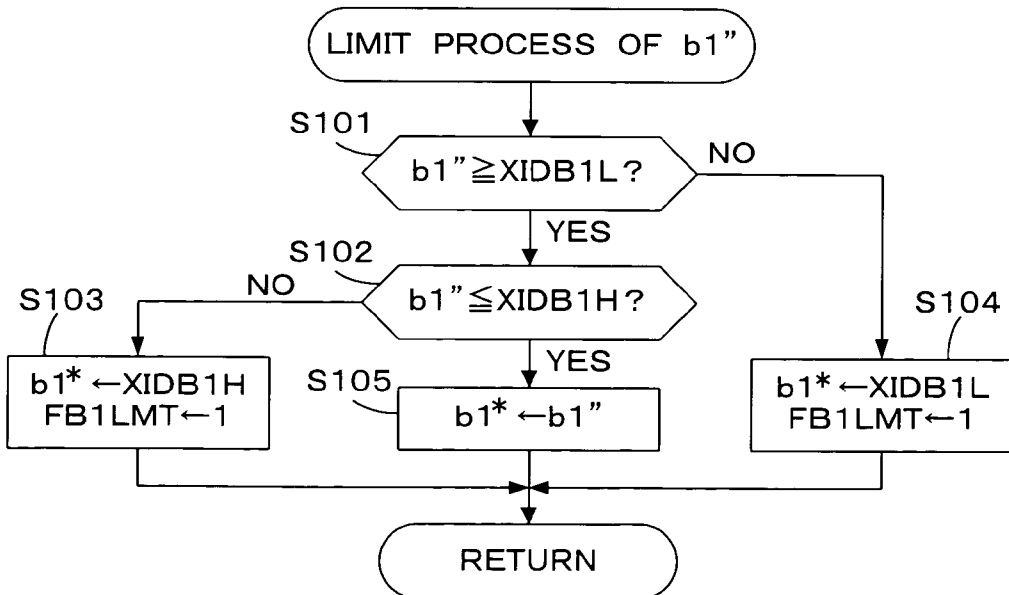 LIMIT PROCESS OF b1”
S101
b1”≧XIDB1L?
NO
YES
S102
b1”≦XIDB1H?
NO
YES
S103
b1*←XIDB1H
FB1LMT←1
S105
b1*←b1”
S104
b1*←XIDB1L
FB1LMT←1
RETURN